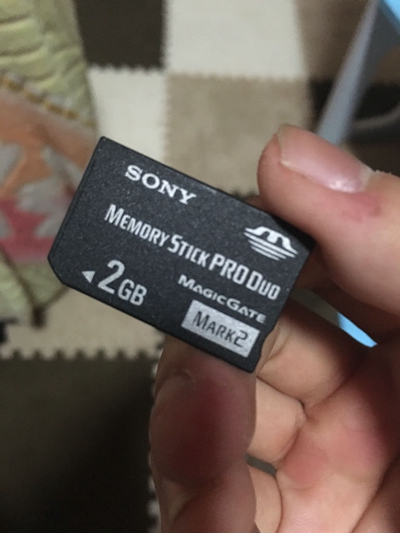 SONY
MEMORY STICK PRO DUO
2GB
MAGICGATE
MARK2